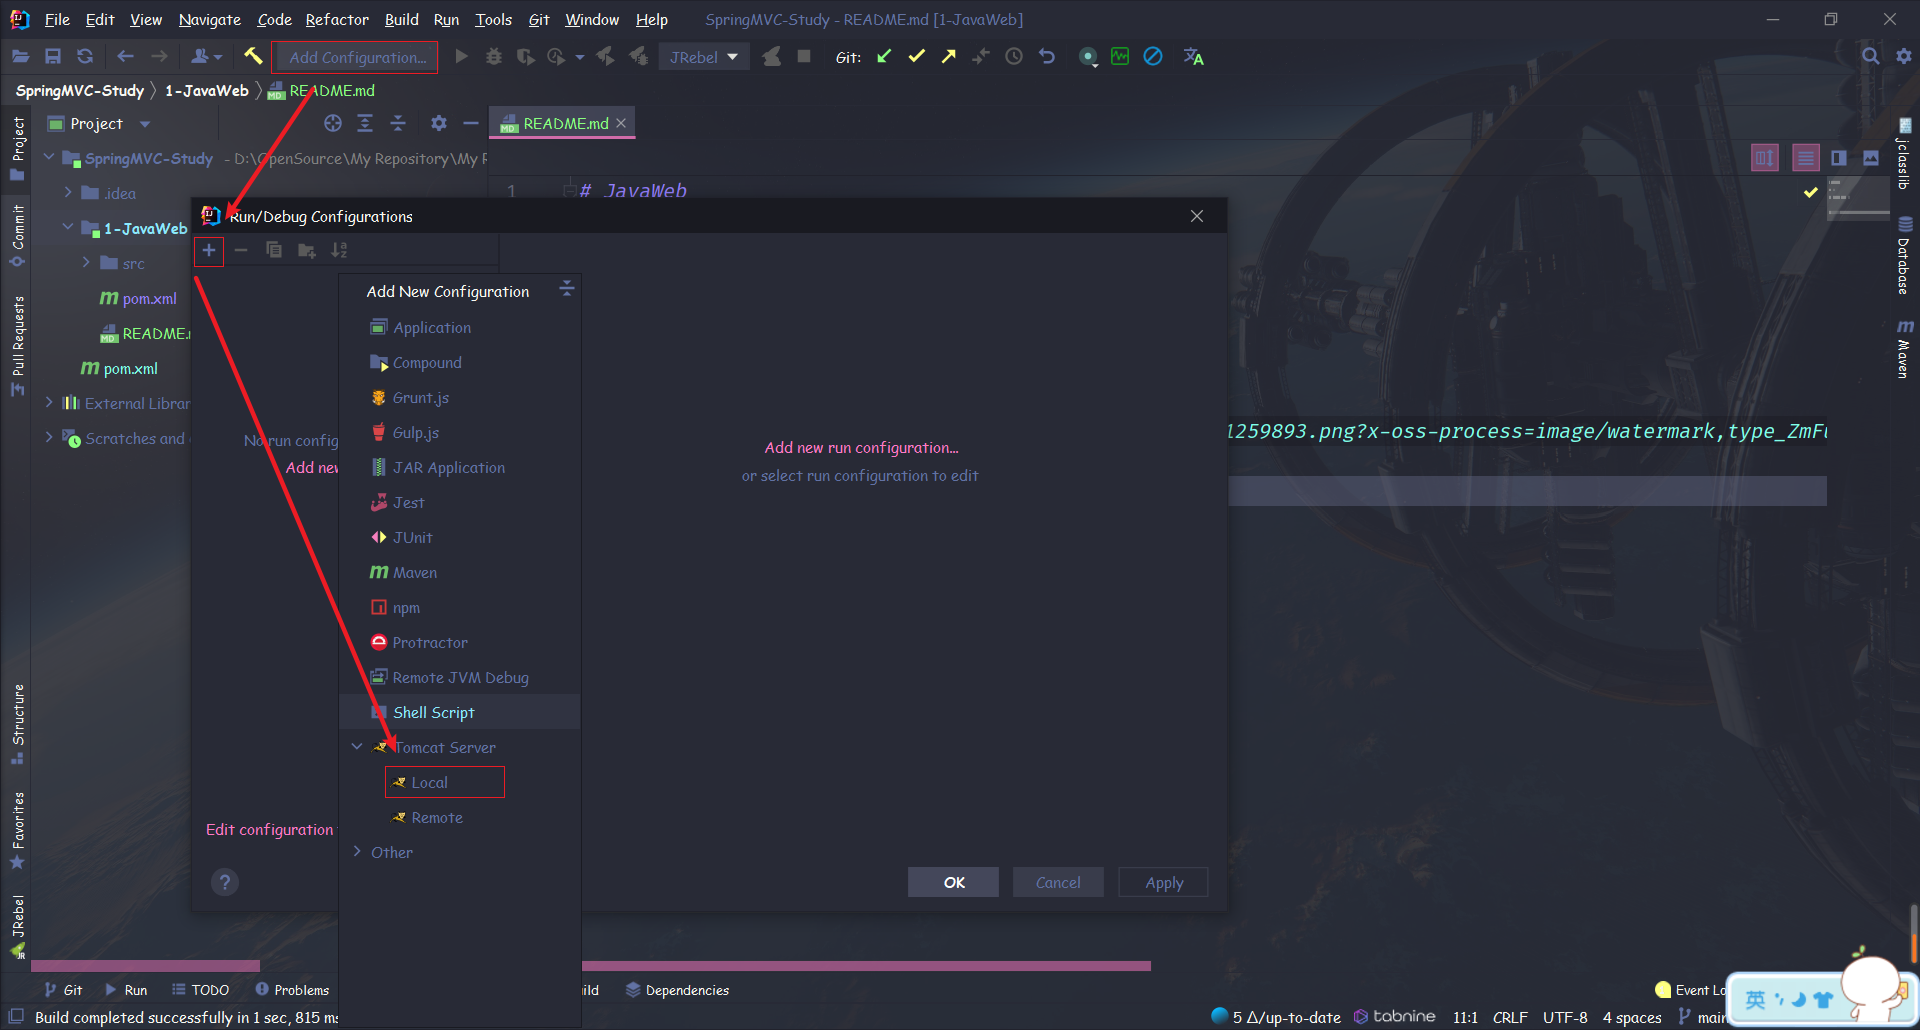 File Edit View Navigate Code Refactor Build Run Tools Git Window Help SpringMVC-Study - README.md [1-JavaWeb]
Add Configuration... JRebel Git:
SpringMVC-Study 1-JavaWeb README.md
Project
README.md
SpringMVC-Study - D:\OpenSource\My Repository\My R
.idea
1-JavaWeb
src
pom.xml
README.
pom.xml
External Librar
Scratches and
1
# JavaWeb
1259893.png?x-oss-process=image/watermark,type_ZmF
Run/Debug Configurations
No run config
Add new
Edit configuration
?
Add New Configuration
Application
Compound
Grunt.js
Gulp.js
JAR Application
Jest
JUnit
Maven
npm
Protractor
Remote JVM Debug
Shell Script
Tomcat Server
Local
Remote
Other
Add new run configuration...
or select run configuration to edit
OK Cancel Apply
Project
Commit
Pull Requests
Structure
Favorites
JRebel
jclasslib
Database
Maven
Git Run TODO Problems ild Dependencies Event Lo
英
Build completed successfully in 1 sec, 815 ms 5 Δ/up-to-date tabnine 11:1 CRLF UTF-8 4 spaces main